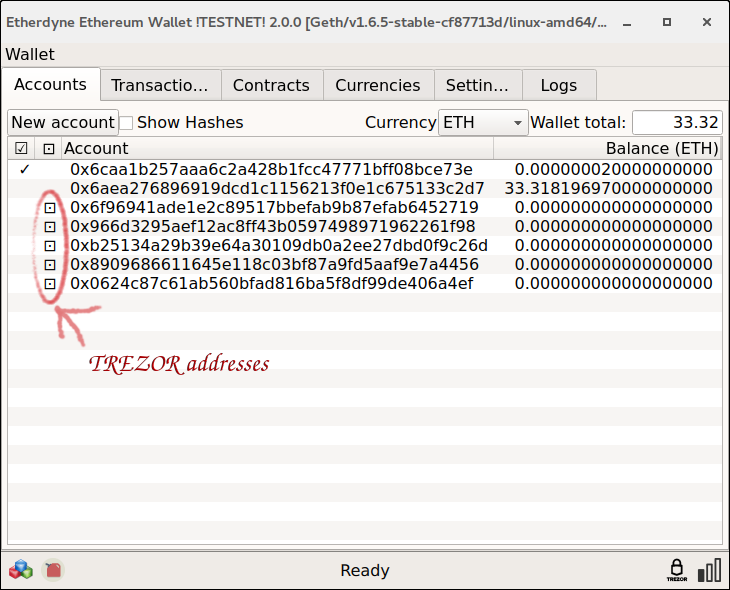 Etherdyne Ethereum Wallet !TESTNET! 2.0.0 [Geth/v1.6.5-stable-cf87713d/linux-amd64/...
Wallet
Accounts Transactio... Contracts Currencies Settin... Logs
New account Show Hashes Currency ETH Wallet total: 33.32
Account Balance (ETH)
✓ 0x6caa1b257aaa6c2a428b1fcc47771bff08bce73e 0.000000020000000000
0x6aea276896919dcd1c1156213f0e1c675133c2d7 33.318196970000000000
0x6f96941ade1e2c89517bbefab9b87efab6452719 0.000000000000000000
0x966d3295aef12ac8ff43b0597498971962261f98 0.000000000000000000
0xb25134a29b39e64a30109db0a2ee27dbd0f9c26d 0.000000000000000000
0x8909686611645e118c03bf87a9fd5aaf9e7a4456 0.000000000000000000
0x0624c87c61ab560bfad816ba5f8df99de406a4ef 0.000000000000000000
TREZOR addresses
Ready
TREZOR